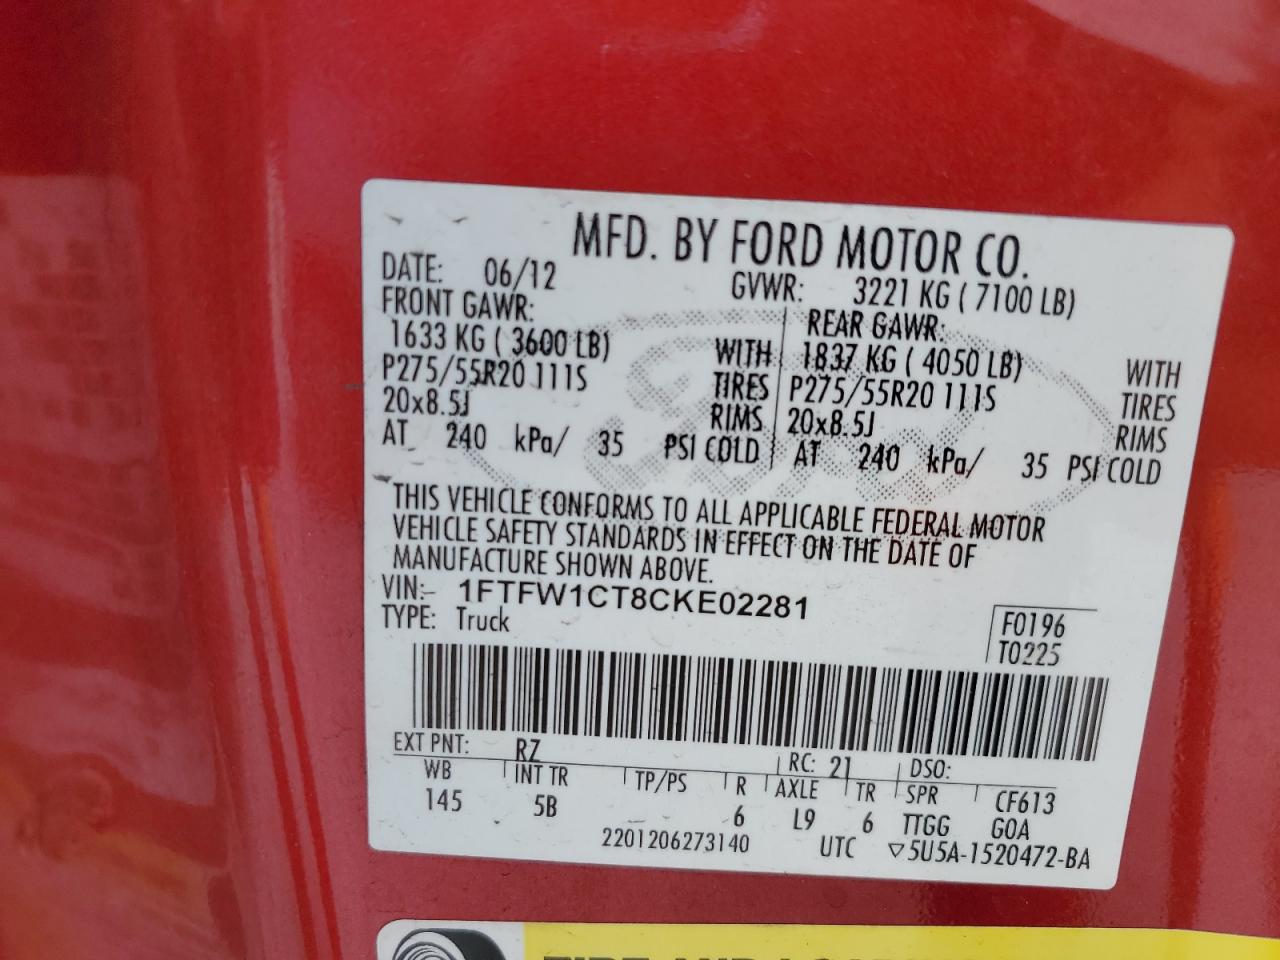 MFD. BY FORD MOTOR CO.
DATE: 06/12 GVWR: 3221 KG ( 7100 LB)
FRONT GAWR: REAR GAWR:
1633 KG ( 3600 LB) WITH 1837 KG ( 4050 LB) WITH
P275/55R20 111S TIRES P275/55R20 111S TIRES
20x8.5J RIMS 20x8.5J RIMS
AT 240 kPa/ 35 PSI COLD AT 240 kPa/ 35 PSI COLD
Ford
THIS VEHICLE CONFORMS TO ALL APPLICABLE FEDERAL MOTOR
VEHICLE SAFETY STANDARDS IN EFFECT ON THE DATE OF
MANUFACTURE SHOWN ABOVE.
VIN: 1FTFW1CT8CKE02281
TYPE: Truck
F0196
T0225
EXT PNT: RZ RC: 21 DSO:
WB INT TR TP/PS R AXLE TR SPR CF613
145 5B 6 L9 6 TTGG GOA
2201206273140 UTC ▽5U5A-1520472-BA